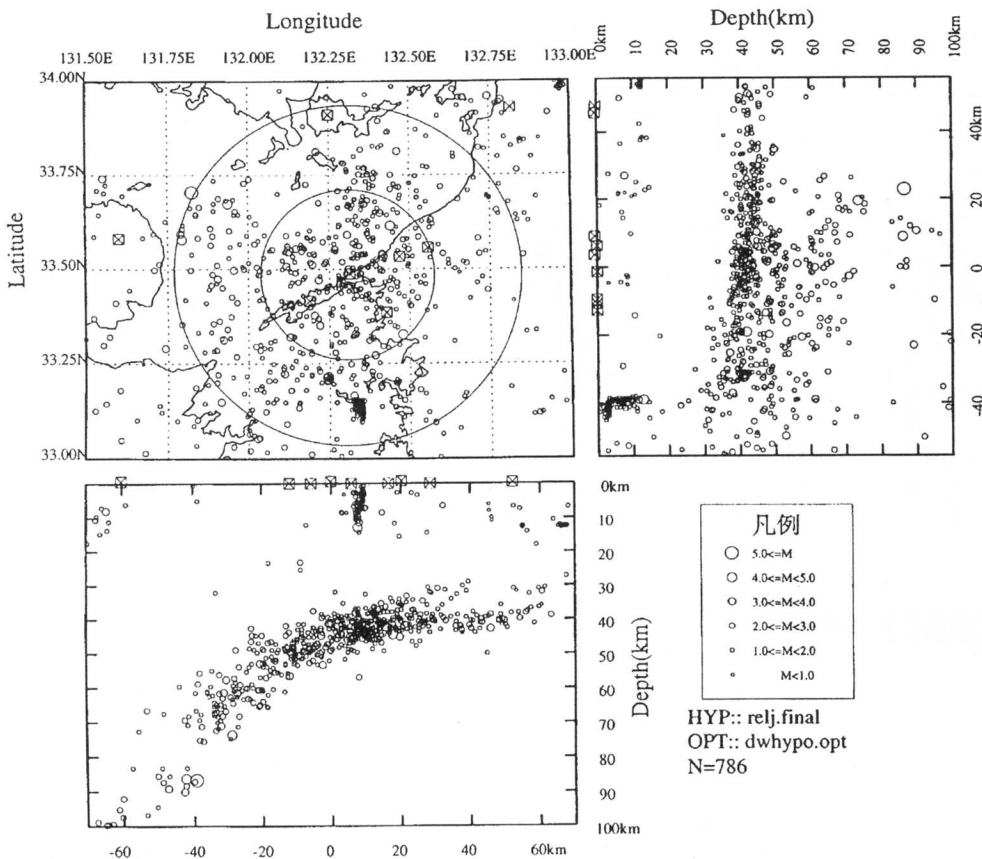 Longitude
131.50E 131.75E 132.00E 132.25E 132.50E 132.75E 133.00E
Latitude
34.00N
33.75N
33.50N
33.25N
33.00N
Depth(km)
0km 10 20 30 40 50 60 70 80 90 100km
40km
20
0
-20
-40
0km
10
20
30
40
50
60
70
80
90
100km
Depth(km)
-60 -40 -20 0 20 40 60km
凡例
5.0<=M
4.0<=M<5.0
3.0<=M<4.0
2.0<=M<3.0
1.0<=M<2.0
M<1.0
HYP:: relj.final
OPT:: dwhypo.opt
N=786